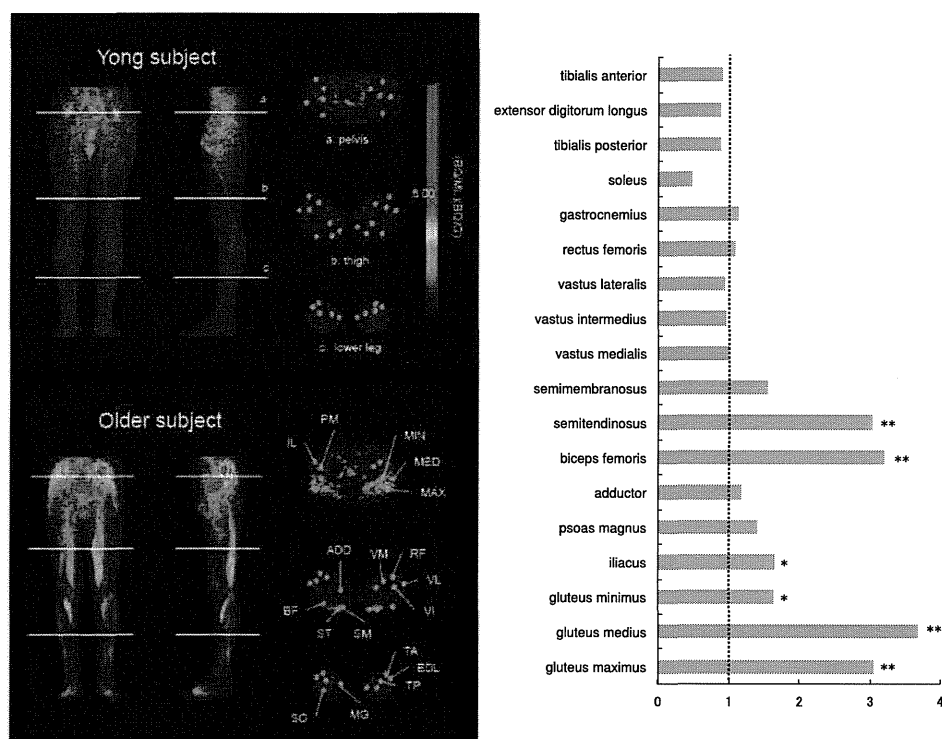 Yong subject
a
a. pelvis
b
b. thigh
c
c. lower leg
5.00
Older subject
PM
IL
MIN
MED
MAX
ADD
VM
RF
VL
VI
BF
ST
SM
TA
EDL
TP
SO
MG
tibialis anterior
extensor digitorum longus
tibialis posterior
soleus
gastrocnemius
rectus femoris
vastus lateralis
vastus intermedius
vastus medialis
semimembranosus
semitendinosus **
biceps femoris **
adductor
psoas magnus
iliacus *
gluteus minimus *
gluteus medius **
gluteus maximus **
0 1 2 3 4